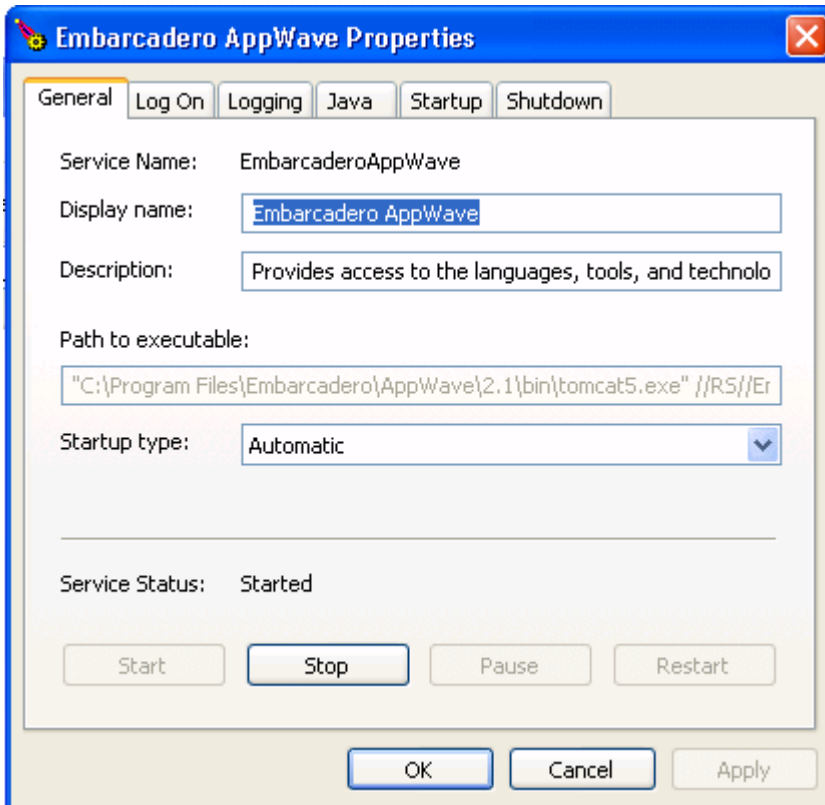 Embarcadero AppWave Properties
General Log On Logging Java Startup Shutdown
Service Name: EmbarcaderoAppWave
Display name: Embarcadero AppWave
Description: Provides access to the languages, tools, and technolo
Path to executable:
"C:\Program Files\Embarcadero\AppWave\2.1\bin\tomcat5.exe" //RS//Er
Startup type: Automatic
Service Status: Started
Start Stop Pause Restart
OK Cancel Apply